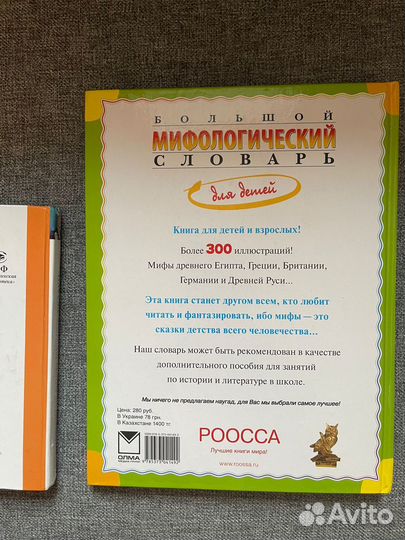 БОЛЬШОЙ
МИФОЛОГИЧЕСКИЙ
СЛОВАРЬ
для детей
Книга для детей и взрослых!
Более 300 иллюстраций!
Мифы древнего Египта, Греции, Британии,
Германии и Древней Руси...
Эта книга станет другом всем, кто любит
читать и фантазировать, ибо мифы — это
сказки детства всего человечества...
Наш словарь может быть рекомендован в качестве
дополнительного пособия для занятий
по истории и литературе в школе.
Мы ничего не предлагаем наугад, для Вас мы выбрали самое лучшее!
Цена: 280 руб.
В Украине 78 грн.
В Казахстане 1400 тг.
ОЛМА
РООССА
Лучшие книги мира!
www.roossa.ru
Ф
Avito